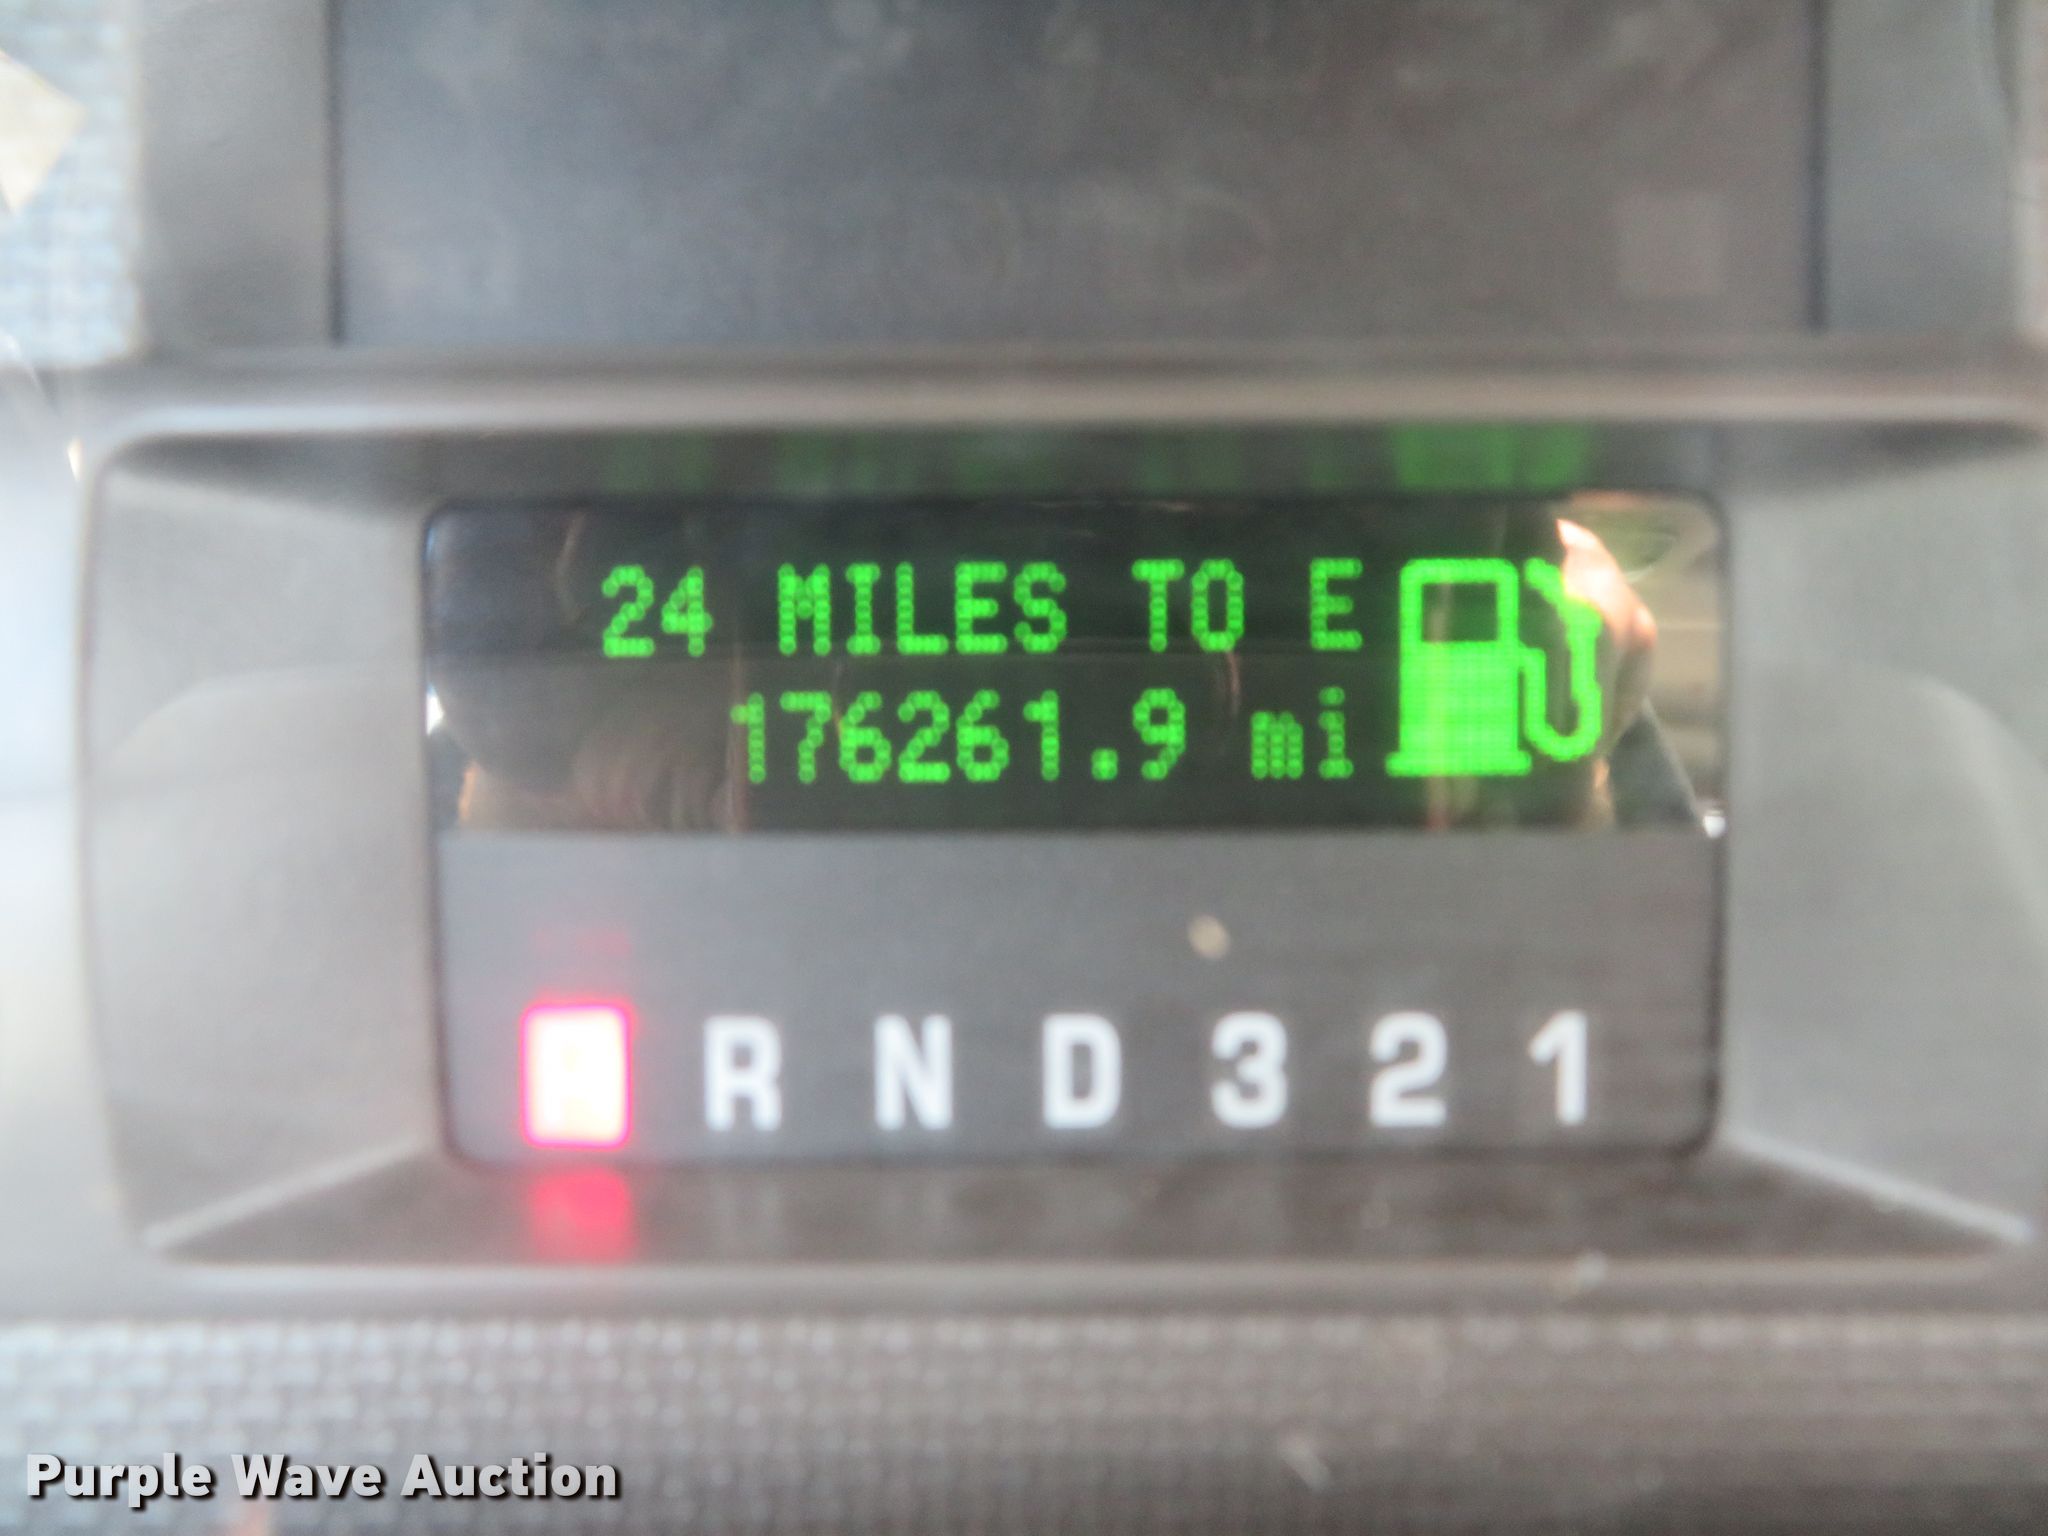 24 MILES TO E
176261.9 mi
P R N D 3 2 1
Purple Wave Auction